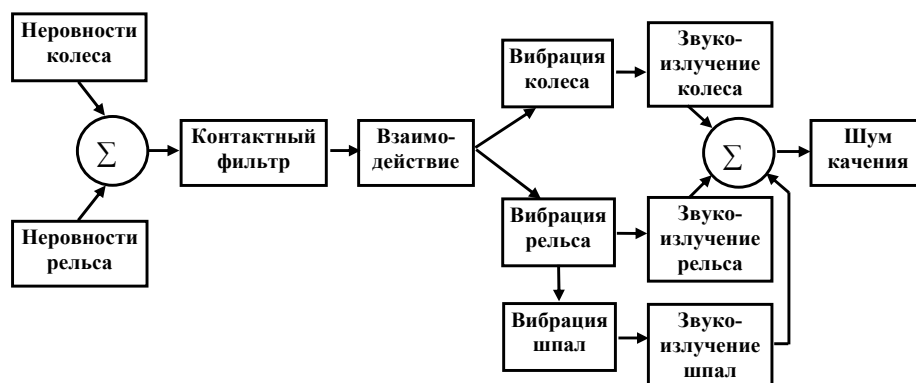 Неровности
колеса
∑
Неровности
рельса
Контактный
фильтр
Взаимо-
действие
Вибрация
колеса
Звуко-
излучение
колеса
Вибрация
рельса
Звуко-
излучение
рельса
Вибрация
шпал
Звуко-
излучение
шпал
∑
Шум
качения